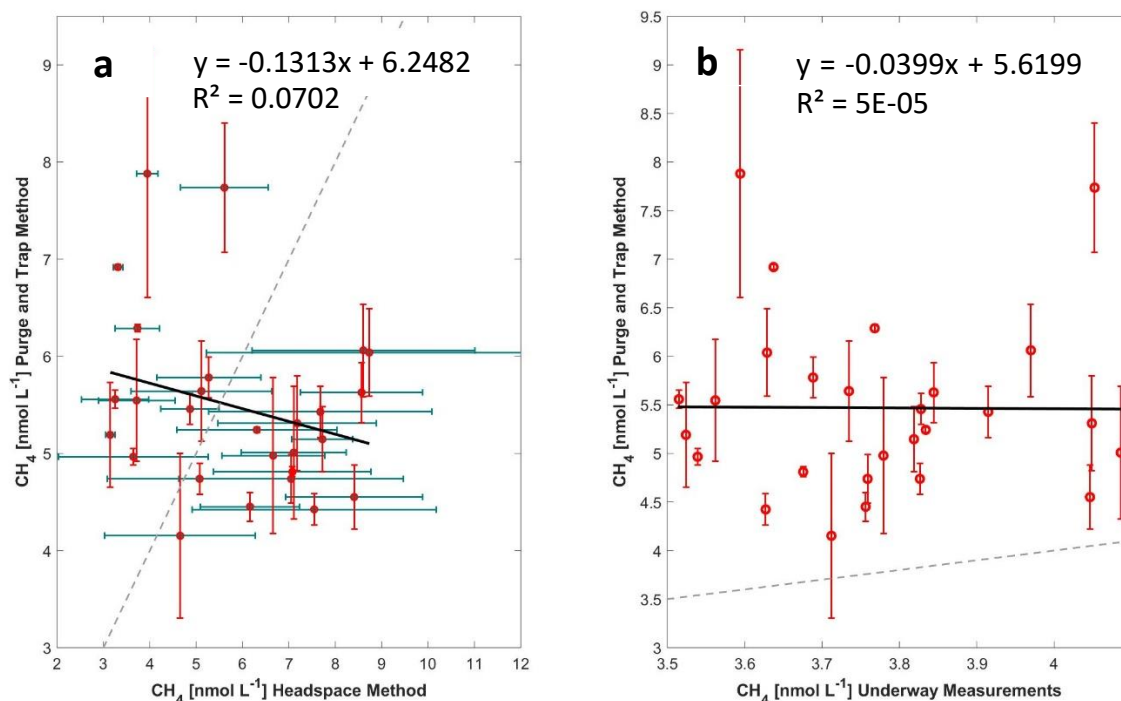 a
y = -0.1313x + 6.2482
R² = 0.0702
9
8
7
6
5
4
3
2 3 4 5 6 7 8 9 10 11 12
CH₄ [nmol L⁻¹] Purge and Trap Method
CH₄ [nmol L⁻¹] Headspace Method
b
y = -0.0399x + 5.6199
R² = 5E-05
9.5
9
8.5
8
7.5
7
6.5
6
5.5
5
4.5
4
3.5
3
3.5 3.6 3.7 3.8 3.9 4
CH₄ [nmol L⁻¹] Purge and Trap Method
CH₄ [nmol L⁻¹] Underway Measurements